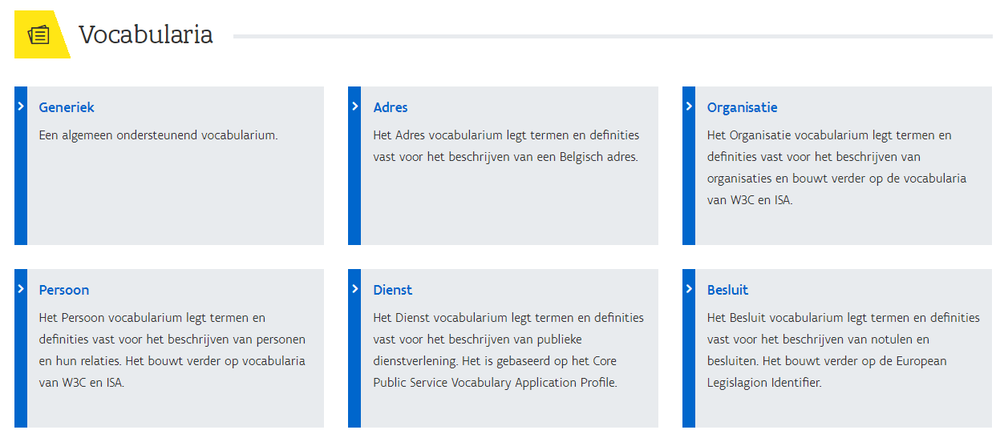 Vocabularia
Generiek
Een algemeen ondersteunend vocabularium.
Adres
Het Adres vocabularium legt termen en definities
vast voor het beschrijven van een Belgisch adres.
Organisatie
Het Organisatie vocabularium legt termen en
definities vast voor het beschrijven van
organisaties en bouwt verder op de vocabularia
van W3C en ISA.
Persoon
Het Persoon vocabularium legt termen en
definities vast voor het beschrijven van personen
en hun relaties. Het bouwt verder op vocabularia
van W3C en ISA.
Dienst
Het Dienst vocabularium legt termen en definities
vast voor het beschrijven van publieke
dienstverlening. Het is gebaseerd op het Core
Public Service Vocabulary Application Profile.
Besluit
Het Besluit vocabularium legt termen en definities
vast voor het beschrijven van notulen en
besluiten. Het bouwt verder op de European
Legislagion Identifier.